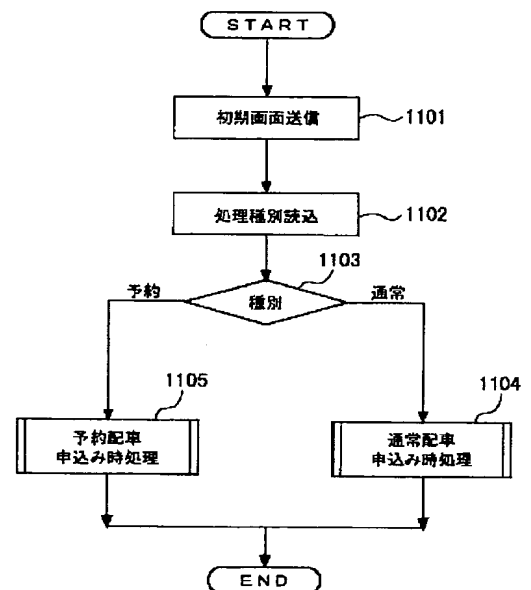 START
初期画面送信
1101
処理種別読込
1102
1103
予約
種別
通常
1105
1104
予約配車
申込み時処理
通常配車
申込み時処理
END